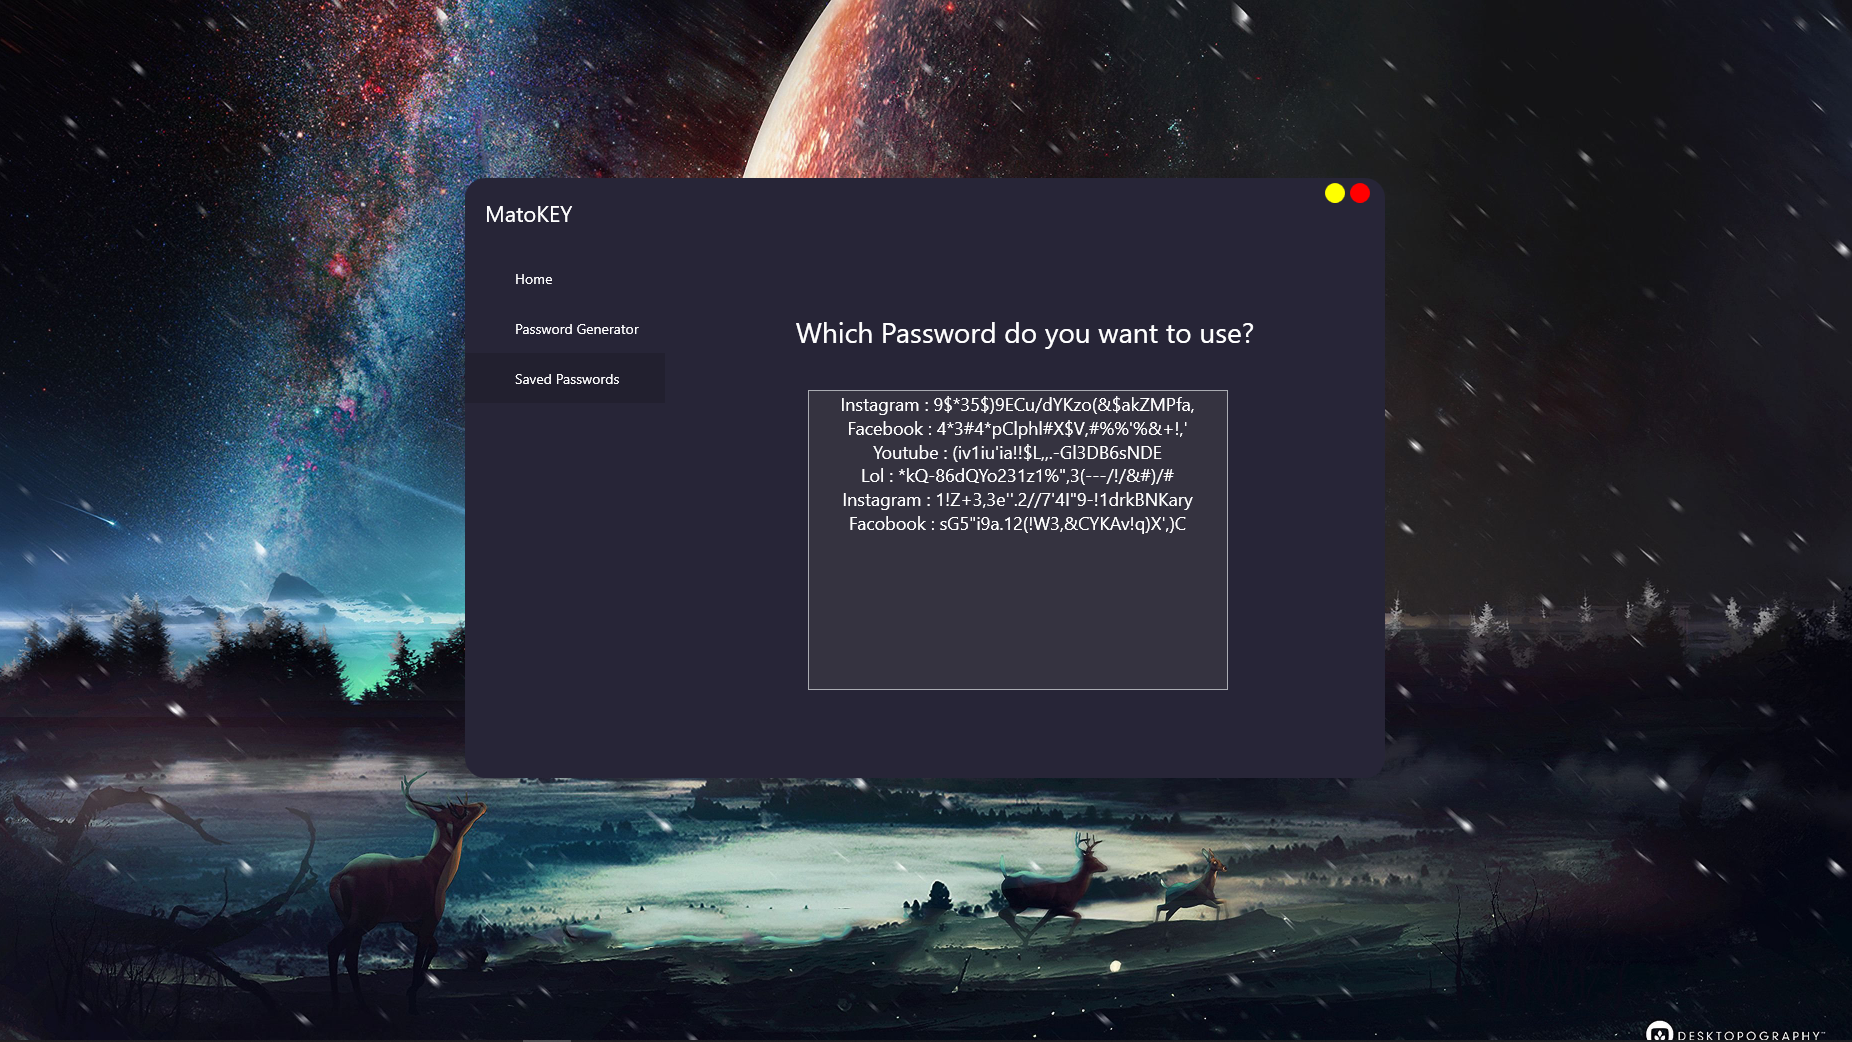 MatoKEY
Home
Password Generator
Saved Passwords
Which Password do you want to use?
Instagram : 9$*35$)9ECu/dYKzo(&$akZMPfa,
Facebook : 4*3#4*pClphl#X$V,#%%'%&+!,'
Youtube : (iv1iu'ia!!$L,,.-Gl3DB6sNDE
Lol : *kQ-86dQYo231z1%",3(---/!/&#)/#
Instagram : 1!Z+3,3e''.2//7'4I"9-!1drkBNKary
Facobook : sG5"i9a.12(!W3,&CYKAv!q)X',)C
DESKTOPOGRAPHY™